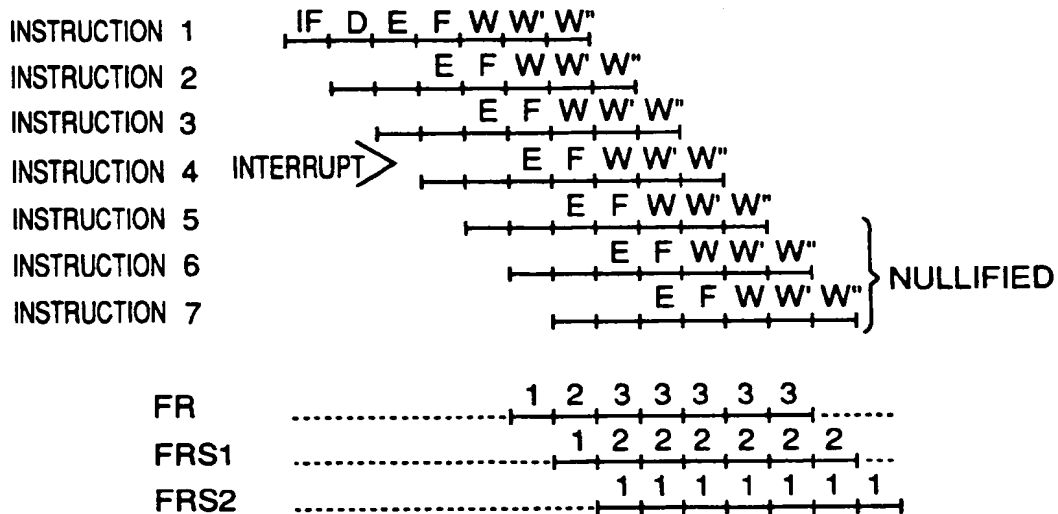 INSTRUCTION 1 IF D E F W W' W"
INSTRUCTION 2 E F W W' W"
INSTRUCTION 3 E F W W' W"
INSTRUCTION 4 INTERRUPT E F W W' W"
INSTRUCTION 5 E F W W' W"
INSTRUCTION 6 E F W W' W" NULLIFIED
INSTRUCTION 7 E F W W' W"
FR 1 2 3 3 3 3 3
FRS1 1 2 2 2 2 2 2
FRS2 1 1 1 1 1 1 1